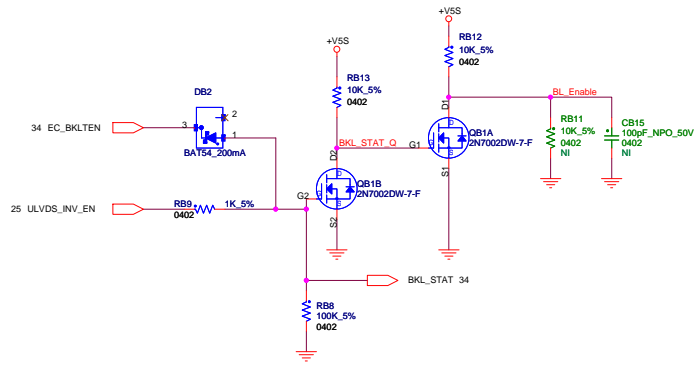 +V5S
RB12
10K_5%
0402
+V5S
RB13
10K_5%
0402
BL_Enable
DB2
2
34 EC_BKLTEN
3
1
BAT54_200mA
D1
RB11
10K_5%
0402
NI
CB15
100pF_NPO_50V
0402
NI
D
QB1A
2N7002DW-7-F
BKL_STAT_Q
G1
G
S
S1
D2
D
QB1B
2N7002DW-7-F
G2
G
S
S2
25 ULVDS_INV_EN
RB9
0402
1K_5%
BKL_STAT 34
RB8
100K_5%
0402